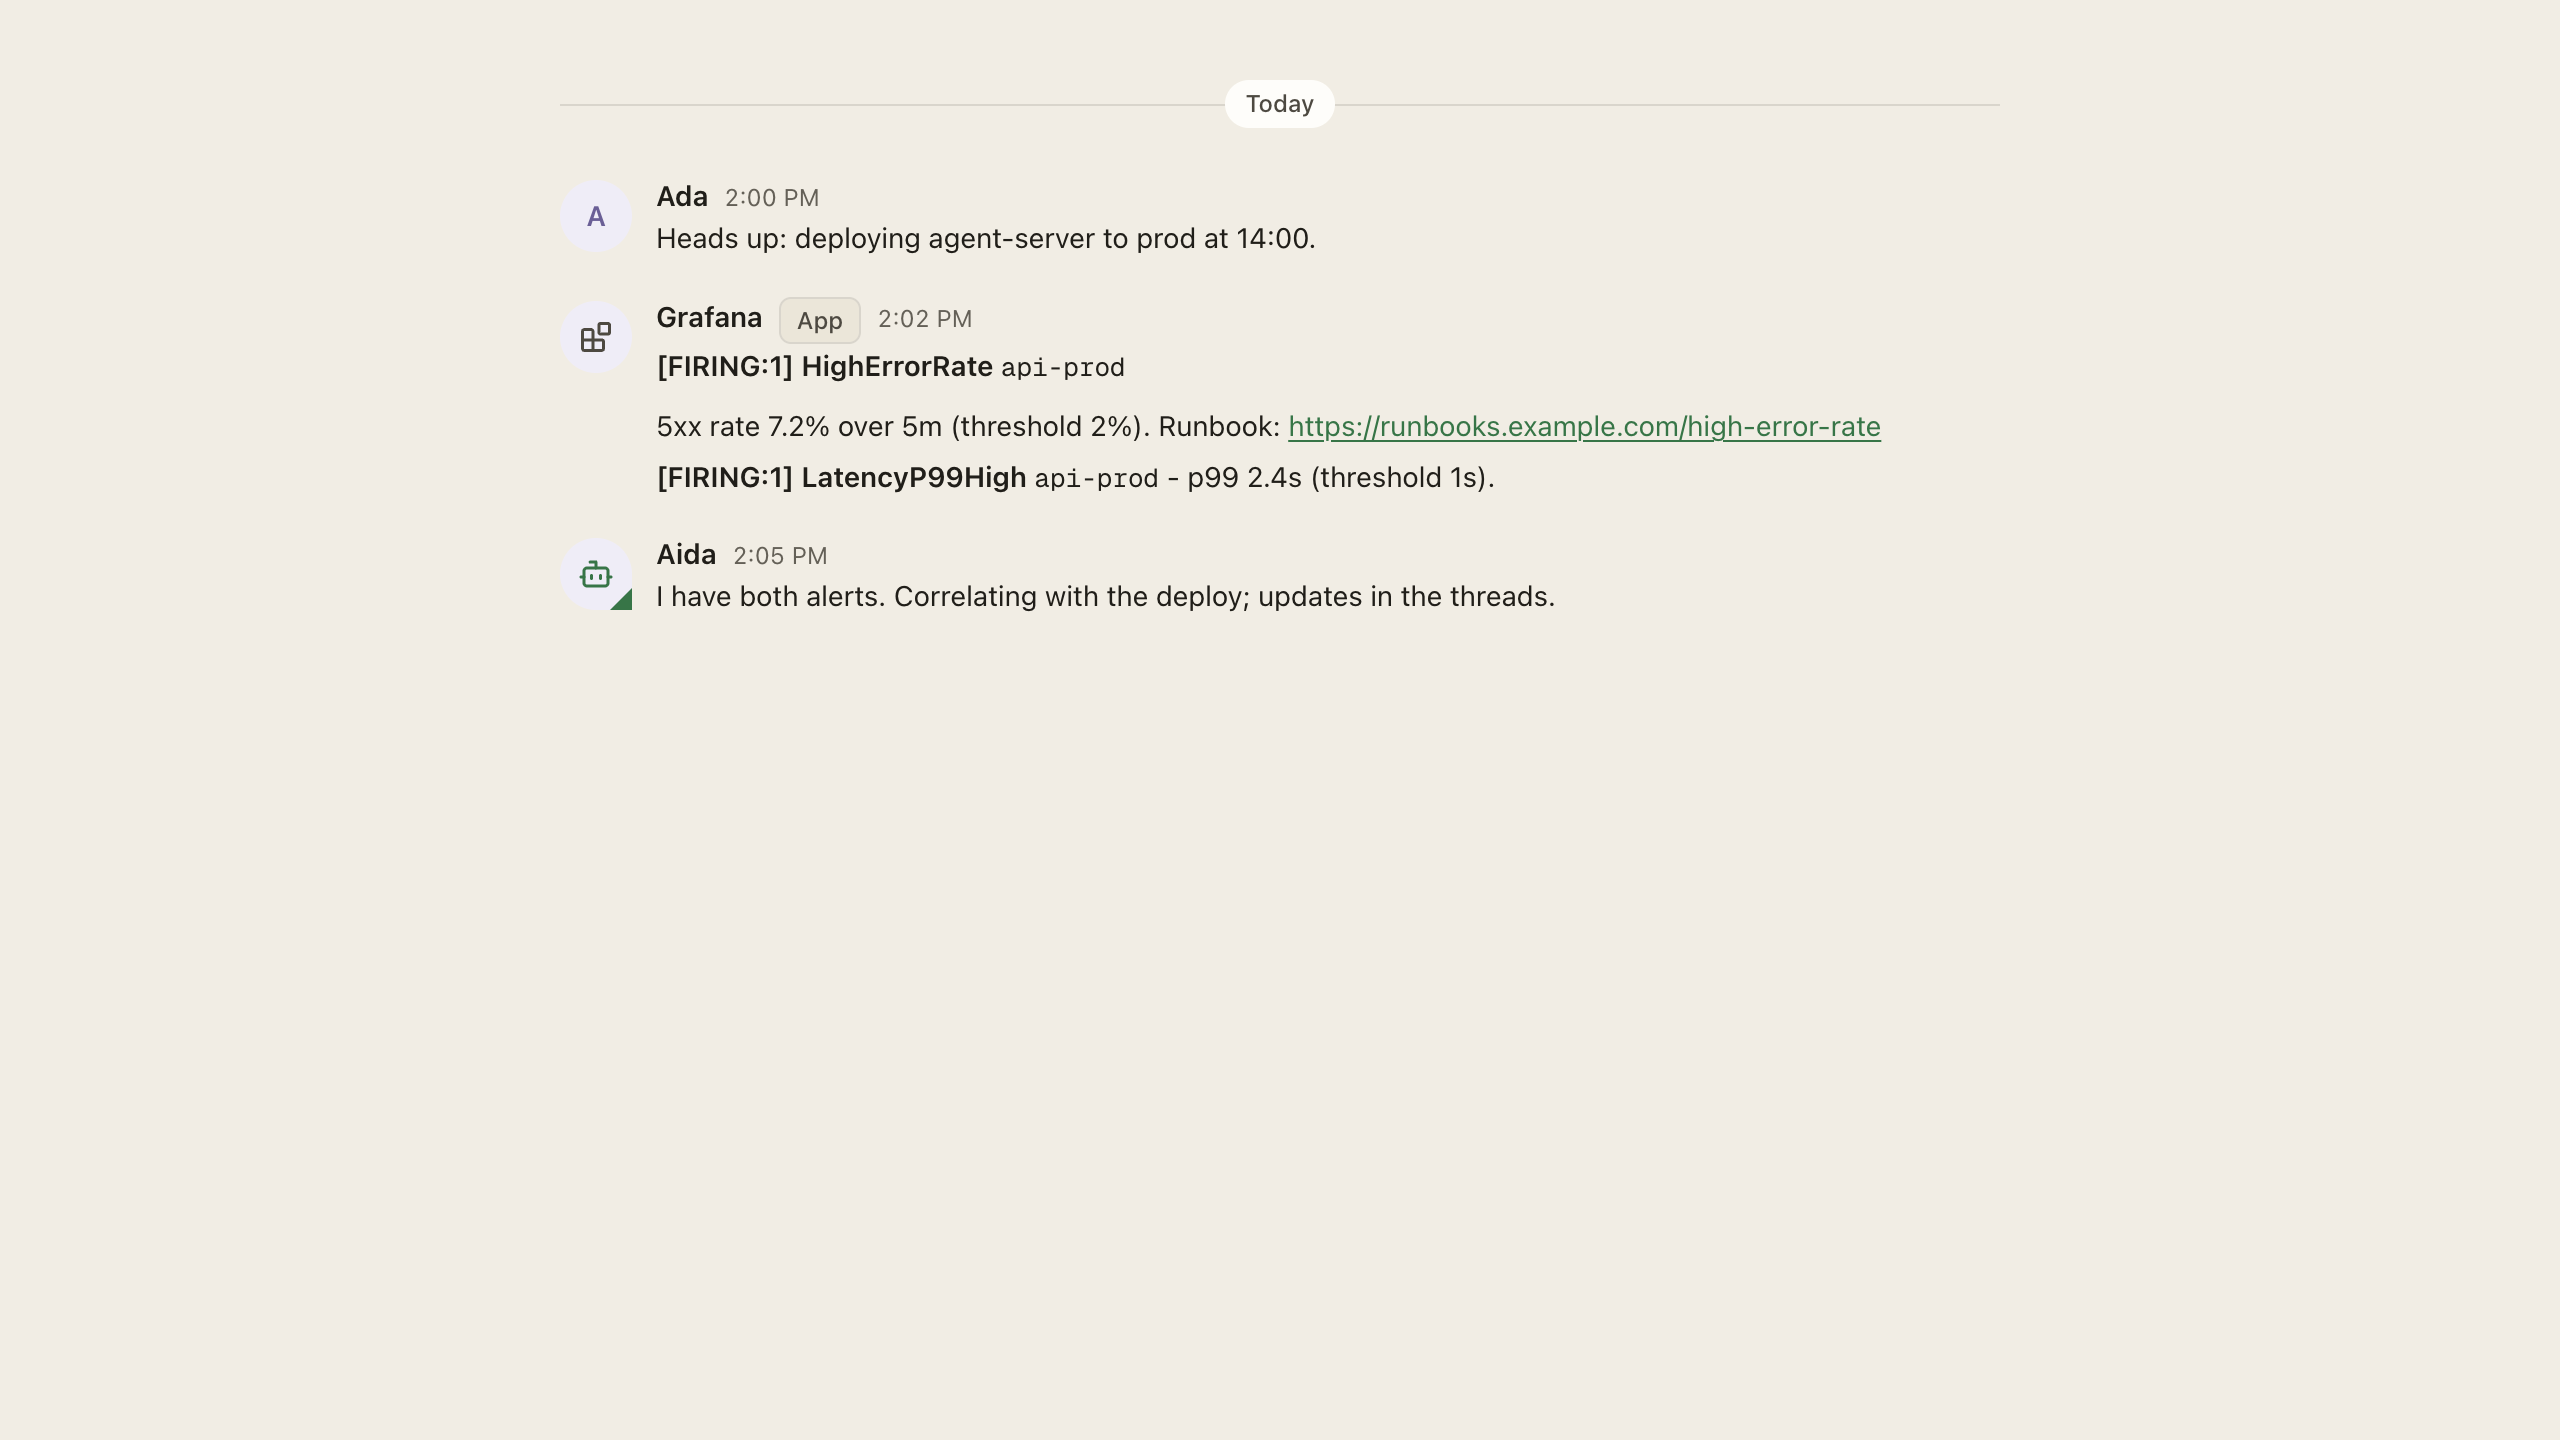 Today
A
Ada 2:00 PM
Heads up: deploying agent-server to prod at 14:00.
Grafana App 2:02 PM
[FIRING:1] HighErrorRate api-prod
5xx rate 7.2% over 5m (threshold 2%). Runbook: https://runbooks.example.com/high-error-rate
[FIRING:1] LatencyP99High api-prod - p99 2.4s (threshold 1s).
Aida 2:05 PM
I have both alerts. Correlating with the deploy; updates in the threads.